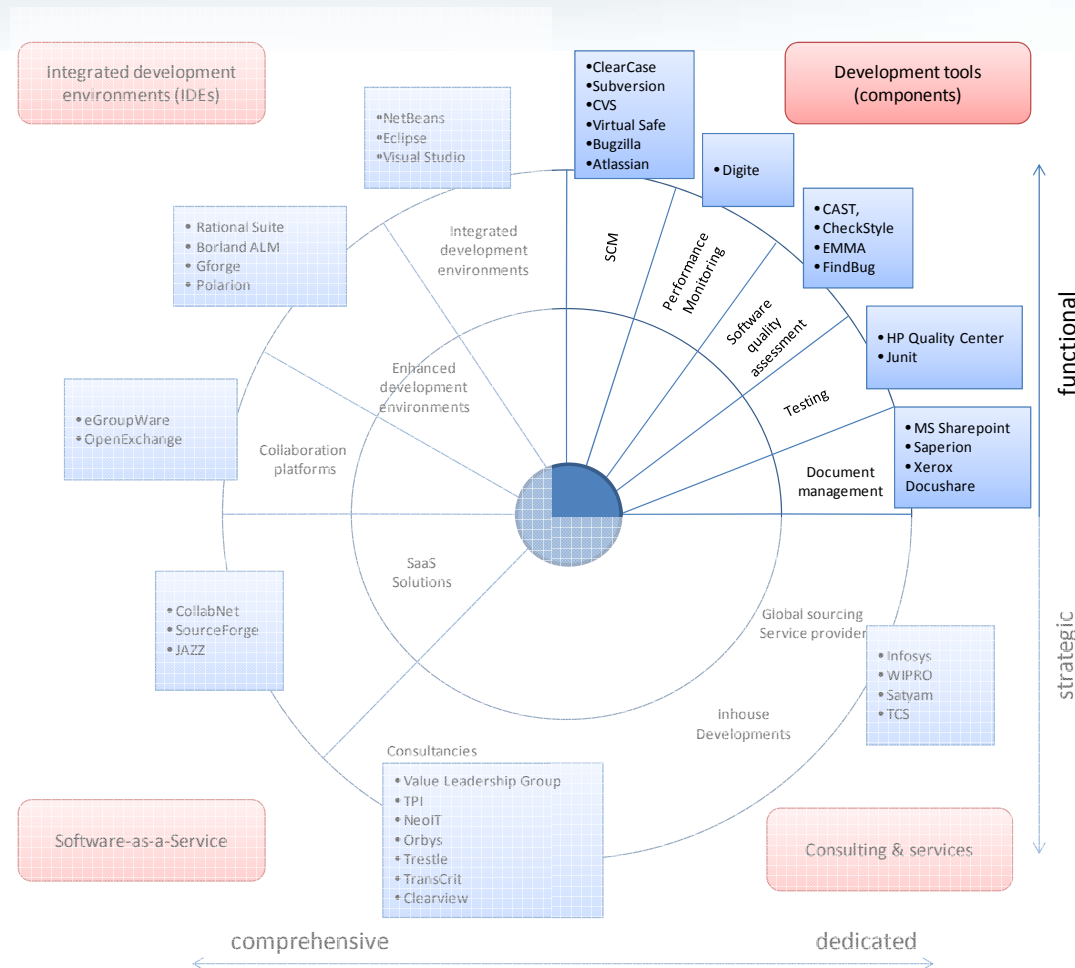 Integrated development
environments (IDEs)
Development tools
(components)
•ClearCase
•Subversion
•CVS
•Virtual Safe
•Bugzilla
•Atlassian
•NetBeans
•Eclipse
•Visual Studio
•Digite
•CAST,
•CheckStyle
•EMMA
•FindBug
•Rational Suite
•Borland ALM
•Gforge
•Polarion
Integrated
development
environments
SCM
Performance
Monitoring
Software
quality
assessment
Testing
Document
management
•HP Quality Center
•Junit
•MS Sharepoint
•Saperion
•Xerox
Docushare
functional
Enhanced
development
environments
•eGroupWare
•OpenExchange
Collaboration
platforms
SaaS
Solutions
•CollabNet
•SourceForge
•JAZZ
Global sourcing
Service provider
•Infosys
•WIPRO
•Satyam
•TCS
strategic
Inhouse
Developments
Consultancies
•Value Leadership Group
•TPI
•NeoIT
•Orbys
•Trestle
•TransCrit
•Clearview
Software-as-a-Service
Consulting & services
comprehensive
dedicated